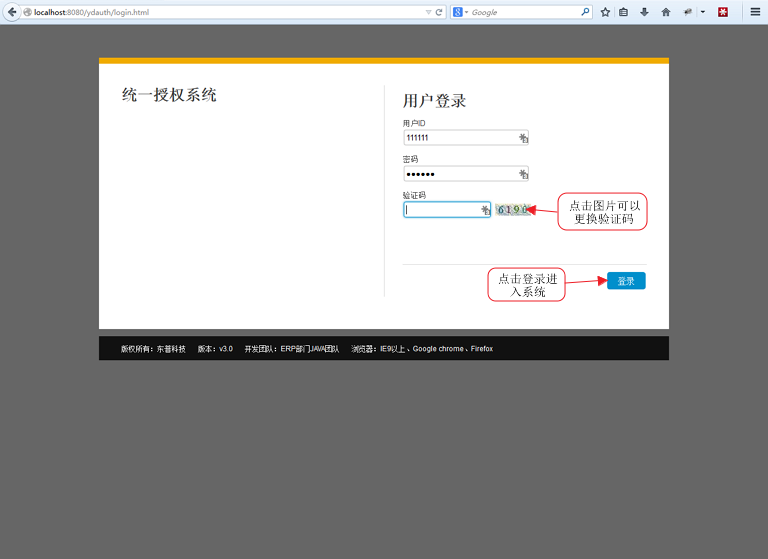 localhost:8080/ydauth/login.html
Google
统一授权系统
用户登录
用户ID
111111
密码
验证码
6190
点击图片可以
更换验证码
点击登录进
入系统
登录
版权所有：东普科技 版本：v3.0 开发团队：ERP部门JAVA团队 浏览器：IE9以上、Google chrome、Firefox